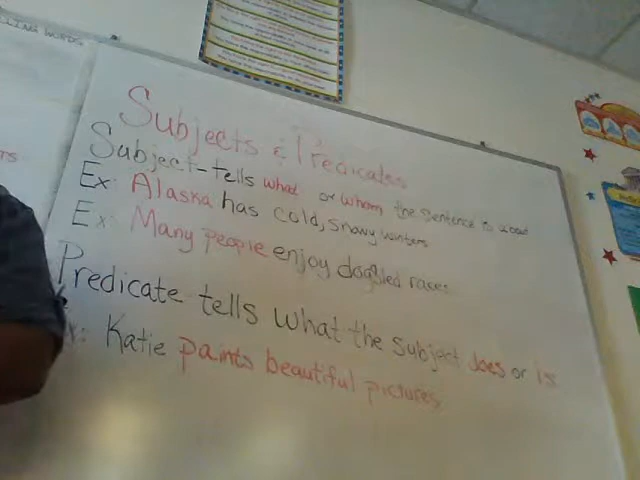 Subjects & Predicates
Subject-tells what or whom the sentence is about
Ex: Alaska has cold, snowy winters
Ex: Many people enjoy dogsled races
Predicate tells what the subject does or is
Ex: Katie paints beautiful pictures